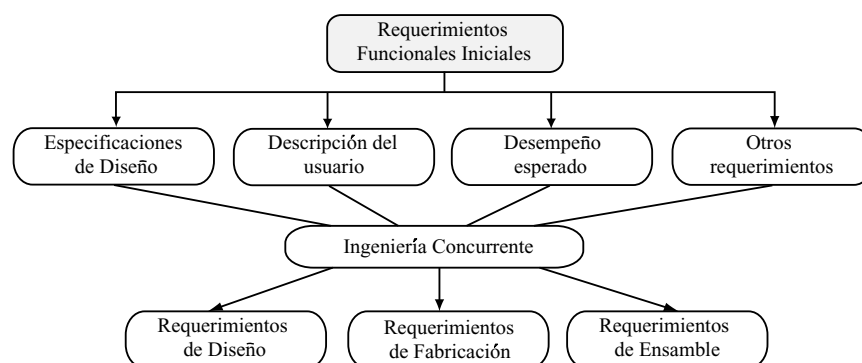 Requerimientos
Funcionales Iniciales
Especificaciones
de Diseño
Descripción del
usuario
Desempeño
esperado
Otros
requerimientos
Ingeniería Concurrente
Requerimientos
de Diseño
Requerimientos
de Fabricación
Requerimientos
de Ensamble